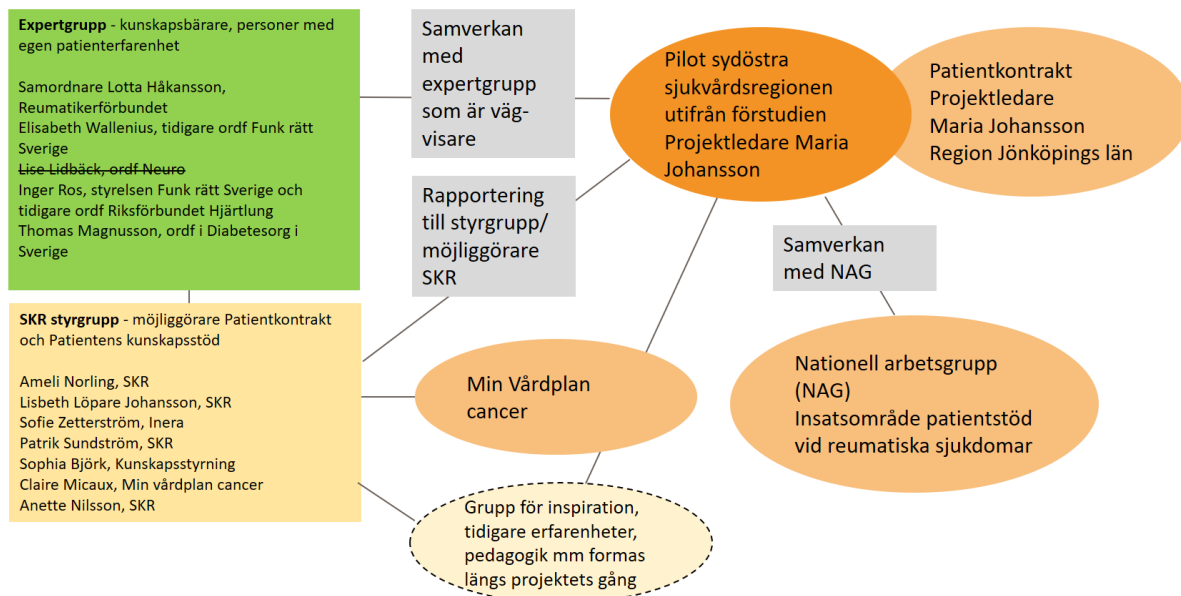 Expertgrupp - kunskapsbärare, personer med
egen patienterfarenhet
Samordnare Lotta Håkansson,
Reumatikerförbundet
Elisabeth Wallenius, tidigare ordf Funk rätt
Sverige
Lise Lidbäck, ordf Neuro
Inger Ros, styrelsen Funk rätt Sverige och
tidigare ordf Riksförbundet Hjärtlung
Thomas Magnusson, ordf i Diabetesorg i
Sverige
Samverkan
med
expertgrupp
som är väg-
visare
Pilot sydöstra
sjukvårdsregionen
utifrån förstudien
Projektledare Maria
Johansson
Patientkontrakt
Projektledare
Maria Johansson
Region Jönköpings län
Rapportering
till styrgrupp/
möjliggörare
SKR
Samverkan
med NAG
SKR styrgrupp - möjliggörare Patientkontrakt
och Patientens kunskapsstöd
Ameli Norling, SKR
Lisbeth Löpare Johansson, SKR
Sofie Zetterström, Inera
Patrik Sundström, SKR
Sophia Björk, Kunskapsstyrning
Claire Micaux, Min vårdplan cancer
Anette Nilsson, SKR
Min Vårdplan
cancer
Nationell arbetsgrupp
(NAG)
Insatsområde patientstöd
vid reumatiska sjukdomar
Grupp för inspiration,
tidigare erfarenheter,
pedagogik mm formas
längs projektets gång